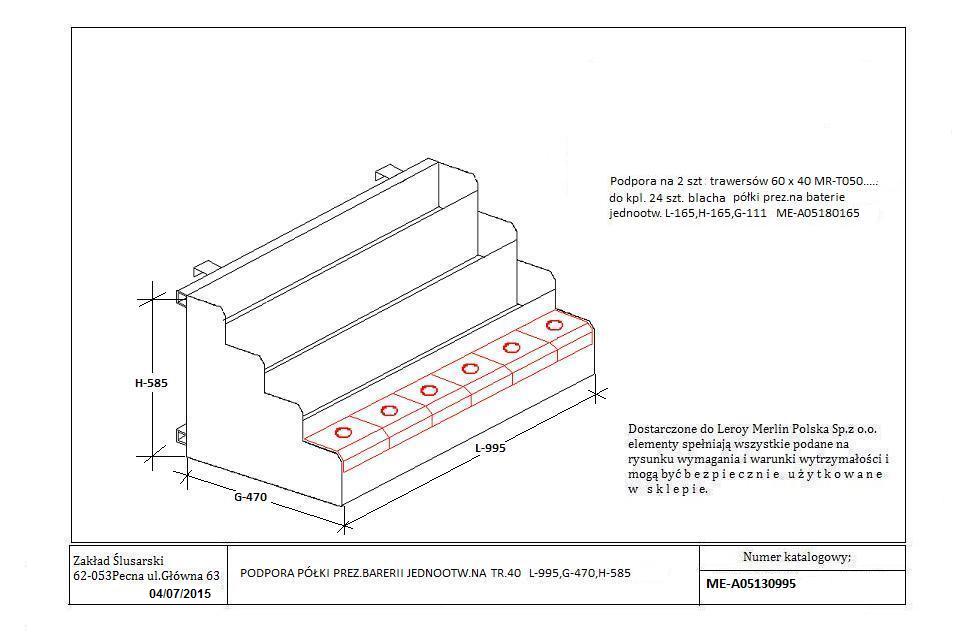 Podpora na 2 szt trawersów 60 x 40 MR-T050.....
do kpl. 24 szt. blacha półki prez.na baterie
jednootw. L-165,H-165,G-111 ME-A05180165
H-585
L-995
G-470
Dostarczone do Leroy Merlin Polska Sp.z o.o.
elementy spełniają wszystkie podane na
rysunku wymagania i warunki wytrzymałości i
mogą być b e z p i e c z n i e u ż y t k o w a n e
w s k l e p i e.
Zakład Ślusarski
62-053Pecna ul.Główna 63
04/07/2015
PODPORA PÓŁKI PREZ.BARERII JEDNOOTW.NA TR.40 L-995,G-470,H-585
Numer katalogowy;
ME-A05130995